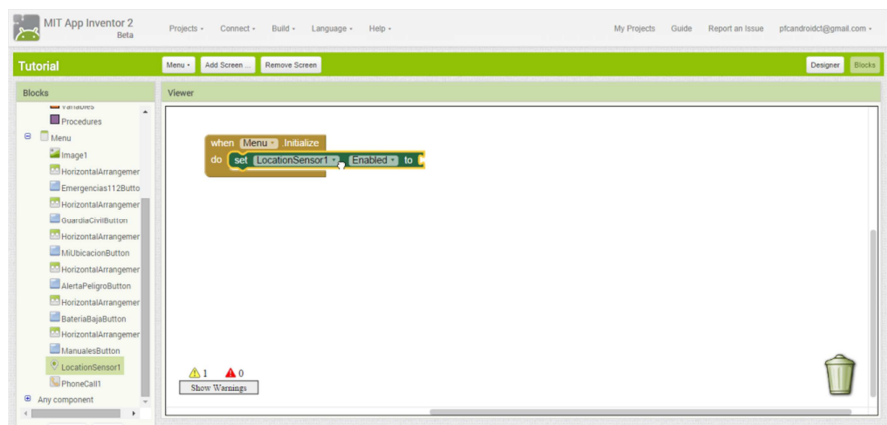 MIT App Inventor 2
Beta
Projects Connect Build Language Help
My Projects Guide Report an Issue pfcandroidct@gmail.com
Tutorial
Menu Add Screen ... Remove Screen
Designer Blocks
Blocks
Viewer
Variables
Procedures
Menu
Image1
HorizontalArrangemer
Emergencias112Butto
HorizontalArrangemer
GuardiaCivilButton
HorizontalArrangemer
MiUbicacionButton
HorizontalArrangemer
AlertaPeligroButton
HorizontalArrangemer
BateriaBajaButton
HorizontalArrangemer
ManualesButton
LocationSensor1
PhoneCall1
Any component
when Menu .Initialize
do set LocationSensor1 . Enabled to
1 0
Show Warnings